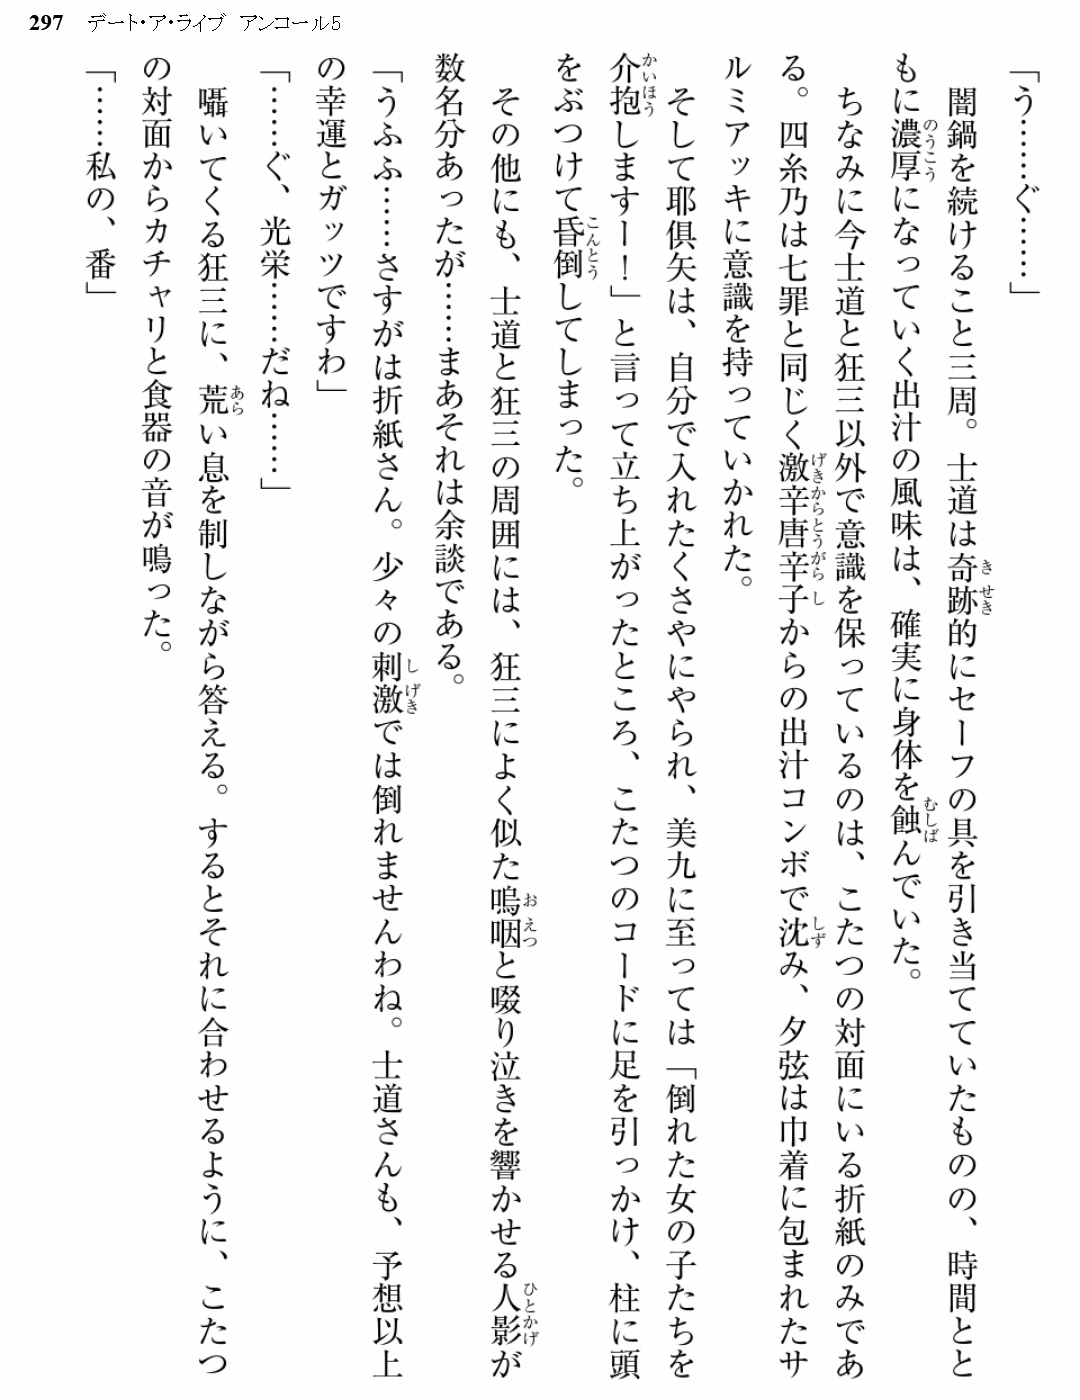 297 デート・ア・ライブ アンコール5
「う……ぐ……」
　闇鍋を続けること三周。士道は奇跡的にセーフの具を引き当てていたものの、時間とと
もに濃厚になっていく出汁の風味は、確実に身体を蝕んでいた。
　ちなみに今士道と狂三以外で意識を保っているのは、こたつの対面にいる折紙のみであ
る。四糸乃は七罪と同じく激辛唐辛子からの出汁コンボで沈み、夕弦は巾着に包まれたサ
ルミアッキに意識を持っていかれた。
　そして耶倶矢は、自分で入れたくさやにやられ、美九に至っては「倒れた女の子たちを
介抱しますー！」と言って立ち上がったところ、こたつのコードに足を引っかけ、柱に頭
をぶつけて昏倒してしまった。
　その他にも、士道と狂三の周囲には、狂三によく似た嗚咽と啜り泣きを響かせる人影が
数名分あったが……まあそれは余談である。
「うふふ……さすがは折紙さん。少々の刺激では倒れませんわね。士道さんも、予想以上
の幸運とガッツですわ」
「……ぐ、光栄……だね……」
　囁いてくる狂三に、荒い息を制しながら答える。するとそれに合わせるように、こたつ
の対面からカチャリと食器の音が鳴った。
「……私の、番」